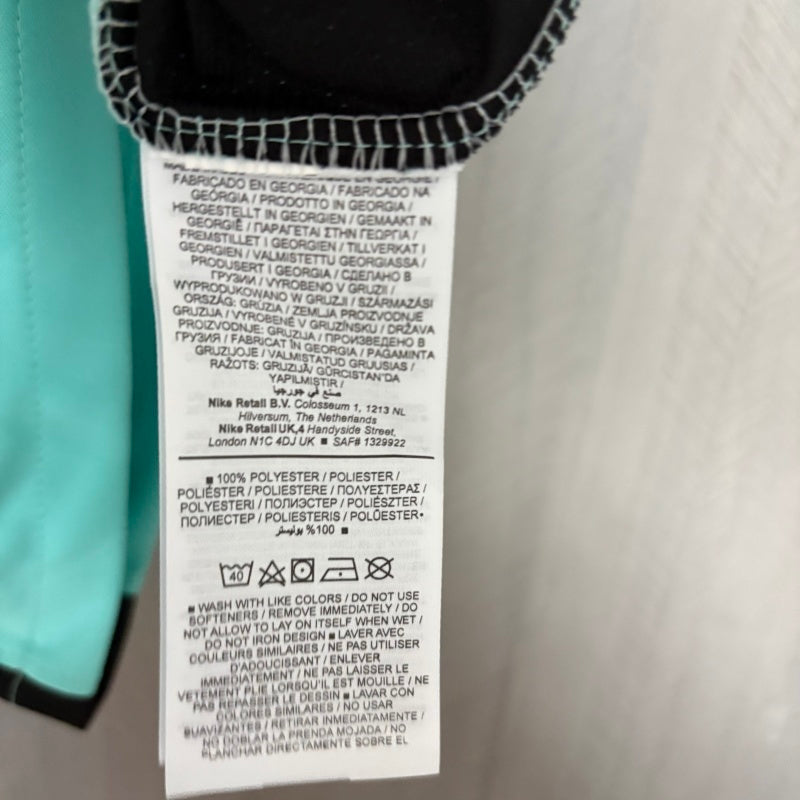 FABRICADO EN GEORGIA / FABRICADO NA
GEÓRGIA / PRODOTTO IN GEORGIA /
HERGESTELLT IN GEORGIEN / GEMAAKT IN
GEORGIË / ΠΑΡΑΓΕΤΑΙ ΣΤΗΝ ΓΕΩΡΓΙΑ /
FREMSTILLET I GEORGIEN / TILLVERKAT I
GEORGIEN / VALMISTETTU GEORGIASSA /
PRODUSERT I GEORGIA / СДЕЛАНО В
ГРУЗИИ / VYROBENO V GRUZII /
WYPRODUKOWANO W GRUZJI / SZÁRMAZÁSI
ORSZÁG: GRÚZIA / ZEMLJA PROIZVODNJE
GRUZIJA / VYROBENÉ V GRUZÍNSKU / DRŽAVA
PROIZVODNJE: GRUZIJA / ПРОИЗВЕДЕНО В
ГРУЗИЯ / FABRICAT ÎN GEORGIA / PAGAMINTA
GRUZIJOJE / VALMISTATUD GRUUSIAS /
RAŽOTS: GRUZIJĀ/ GÜRCISTAN'DA
YAPILMIŞTIR /
صنع في جورجيا
Nike Retail B.V. Colosseum 1, 1213 NL
Hilversum, The Netherlands
Nike Retail UK,4 Handyside Street,
London N1C 4DJ UK ■ SAF# 1329922
■ 100% POLYESTER / POLIESTER /
POLIÉSTER / POLIESTERE / ΠΟΛΥΕΣΤΕΡΑΣ /
POLYESTERI / ПОЛИЭСТЕР / POLIÉSZTER /
ПОЛИЕСТЕР / POLIESTERIS / POLÜESTER•
100% بوليستر ■
40
■ WASH WITH LIKE COLORS / DO NOT USE
SOFTENERS / REMOVE IMMEDIATELY / DO
NOT ALLOW TO LAY ON ITSELF WHEN WET /
DO NOT IRON DESIGN ■ LAVER AVEC
COULEURS SIMILAIRES / NE PAS UTILISER
D'ADOUCISSANT / ENLEVER
IMMÉDIATEMENT / NE PAS LAISSER LE
VETEMENT PLIE LORSQU'IL EST MOUILLE / NE
PAS REPASSER LE DESSIN ■ LAVAR CON
COLORES SIMILARES / NO USAR
SUAVIZANTES / RETIRAR INMEDIATAMENTE /
NO DOBLAR LA PRENDA MOJADA / NO
PLANCHAR DIRECTAMENTE SOBRE EL